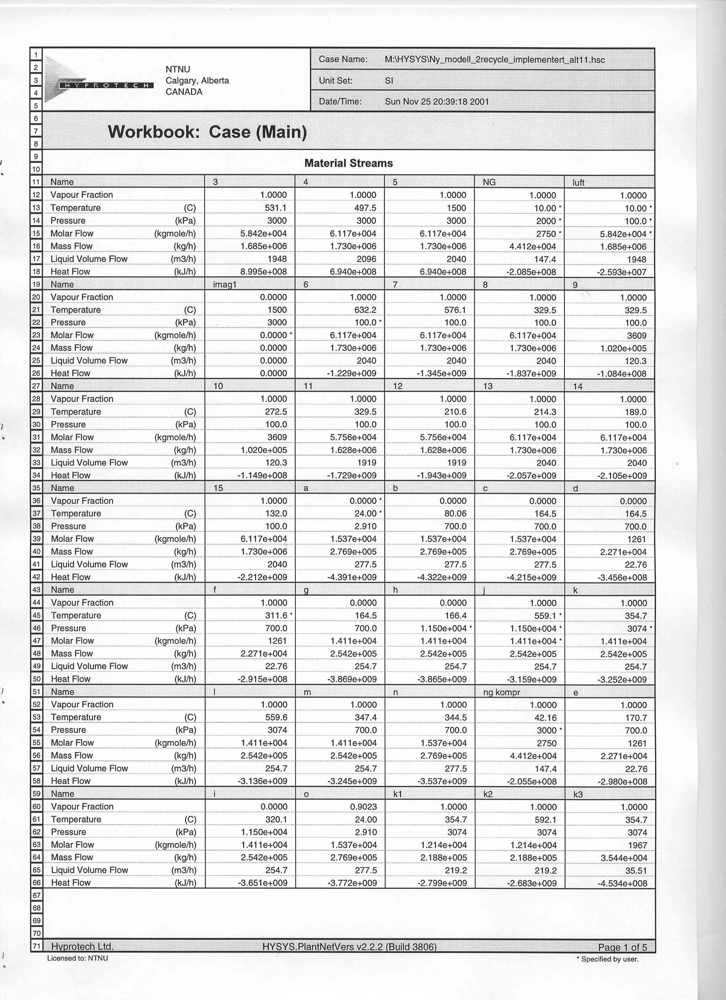 1
2
3
4
5
HYPROTECH
NTNU
Calgary, Alberta
CANADA
Case Name: M:\HYSYS\Ny_modell_2recycle_implementert_alt11.hsc
Unit Set: SI
Date/Time: Sun Nov 25 20:39:18 2001
6
7 Workbook: Case (Main)
8
9
10 Material Streams
11 Name 3 4 5 NG luft
12 Vapour Fraction 1.0000 1.0000 1.0000 1.0000 1.0000
13 Temperature (C) 531.1 497.5 1500 10.00 * 10.00 *
14 Pressure (kPa) 3000 3000 3000 2000 * 100.0 *
15 Molar Flow (kgmole/h) 5.842e+004 6.117e+004 6.117e+004 2750 * 5.842e+004 *
16 Mass Flow (kg/h) 1.685e+006 1.730e+006 1.730e+006 4.412e+004 1.685e+006
17 Liquid Volume Flow (m3/h) 1948 2096 2040 147.4 1948
18 Heat Flow (kJ/h) 8.995e+008 6.940e+008 6.940e+008 -2.085e+008 -2.593e+007
19 Name imag1 6 7 8 9
20 Vapour Fraction 0.0000 1.0000 1.0000 1.0000 1.0000
21 Temperature (C) 1500 632.2 576.1 329.5 329.5
22 Pressure (kPa) 3000 100.0 * 100.0 100.0 100.0
23 Molar Flow (kgmole/h) 0.0000 * 6.117e+004 6.117e+004 6.117e+004 3609
24 Mass Flow (kg/h) 0.0000 1.730e+006 1.730e+006 1.730e+006 1.020e+005
25 Liquid Volume Flow (m3/h) 0.0000 2040 2040 2040 120.3
26 Heat Flow (kJ/h) 0.0000 -1.229e+009 -1.345e+009 -1.837e+009 -1.084e+008
27 Name 10 11 12 13 14
28 Vapour Fraction 1.0000 1.0000 1.0000 1.0000 1.0000
29 Temperature (C) 272.5 329.5 210.6 214.3 189.0
30 Pressure (kPa) 100.0 100.0 100.0 100.0 100.0
31 Molar Flow (kgmole/h) 3609 5.756e+004 5.756e+004 6.117e+004 6.117e+004
32 Mass Flow (kg/h) 1.020e+005 1.628e+006 1.628e+006 1.730e+006 1.730e+006
33 Liquid Volume Flow (m3/h) 120.3 1919 1919 2040 2040
34 Heat Flow (kJ/h) -1.149e+008 -1.729e+009 -1.943e+009 -2.057e+009 -2.105e+009
35 Name 15 a b c d
36 Vapour Fraction 1.0000 0.0000 * 0.0000 0.0000 0.0000
37 Temperature (C) 132.0 24.00 * 80.06 164.5 164.5
38 Pressure (kPa) 100.0 2.910 700.0 700.0 700.0
39 Molar Flow (kgmole/h) 6.117e+004 1.537e+004 1.537e+004 1.537e+004 1261
40 Mass Flow (kg/h) 1.730e+006 2.769e+005 2.769e+005 2.769e+005 2.271e+004
41 Liquid Volume Flow (m3/h) 2040 277.5 277.5 277.5 22.76
42 Heat Flow (kJ/h) -2.212e+009 -4.391e+009 -4.322e+009 -4.215e+009 -3.456e+008
43 Name f g h j k
44 Vapour Fraction 1.0000 0.0000 0.0000 1.0000 1.0000
45 Temperature (C) 311.6 * 164.5 166.4 559.1 * 354.7
46 Pressure (kPa) 700.0 700.0 1.150e+004 * 1.150e+004 * 3074 *
47 Molar Flow (kgmole/h) 1261 1.411e+004 1.411e+004 1.411e+004 * 1.411e+004
48 Mass Flow (kg/h) 2.271e+004 2.542e+005 2.542e+005 2.542e+005 2.542e+005
49 Liquid Volume Flow (m3/h) 22.76 254.7 254.7 254.7 254.7
50 Heat Flow (kJ/h) -2.915e+008 -3.869e+009 -3.865e+009 -3.159e+009 -3.252e+009
51 Name l m n ng kompr e
52 Vapour Fraction 1.0000 1.0000 1.0000 1.0000 1.0000
53 Temperature (C) 559.6 347.4 344.5 42.16 170.7
54 Pressure (kPa) 3074 700.0 700.0 3000 * 700.0
55 Molar Flow (kgmole/h) 1.411e+004 1.411e+004 1.537e+004 2750 1261
56 Mass Flow (kg/h) 2.542e+005 2.542e+005 2.769e+005 4.412e+004 2.271e+004
57 Liquid Volume Flow (m3/h) 254.7 254.7 277.5 147.4 22.76
58 Heat Flow (kJ/h) -3.136e+009 -3.245e+009 -3.537e+009 -2.055e+008 -2.980e+008
59 Name i o k1 k2 k3
60 Vapour Fraction 0.0000 0.9023 1.0000 1.0000 1.0000
61 Temperature (C) 320.1 24.00 354.7 592.1 354.7
62 Pressure (kPa) 1.150e+004 2.910 3074 3074 3074
63 Molar Flow (kgmole/h) 1.411e+004 1.537e+004 1.214e+004 1.214e+004 1967
64 Mass Flow (kg/h) 2.542e+005 2.769e+005 2.188e+005 2.188e+005 3.544e+004
65 Liquid Volume Flow (m3/h) 254.7 277.5 219.2 219.2 35.51
66 Heat Flow (kJ/h) -3.651e+009 -3.772e+009 -2.799e+009 -2.683e+009 -4.534e+008
67
68
69
70
71 Hyprotech Ltd. HYSYS.PlantNetVers v2.2.2 (Build 3806) Page 1 of 5
Licensed to: NTNU * Specified by user.